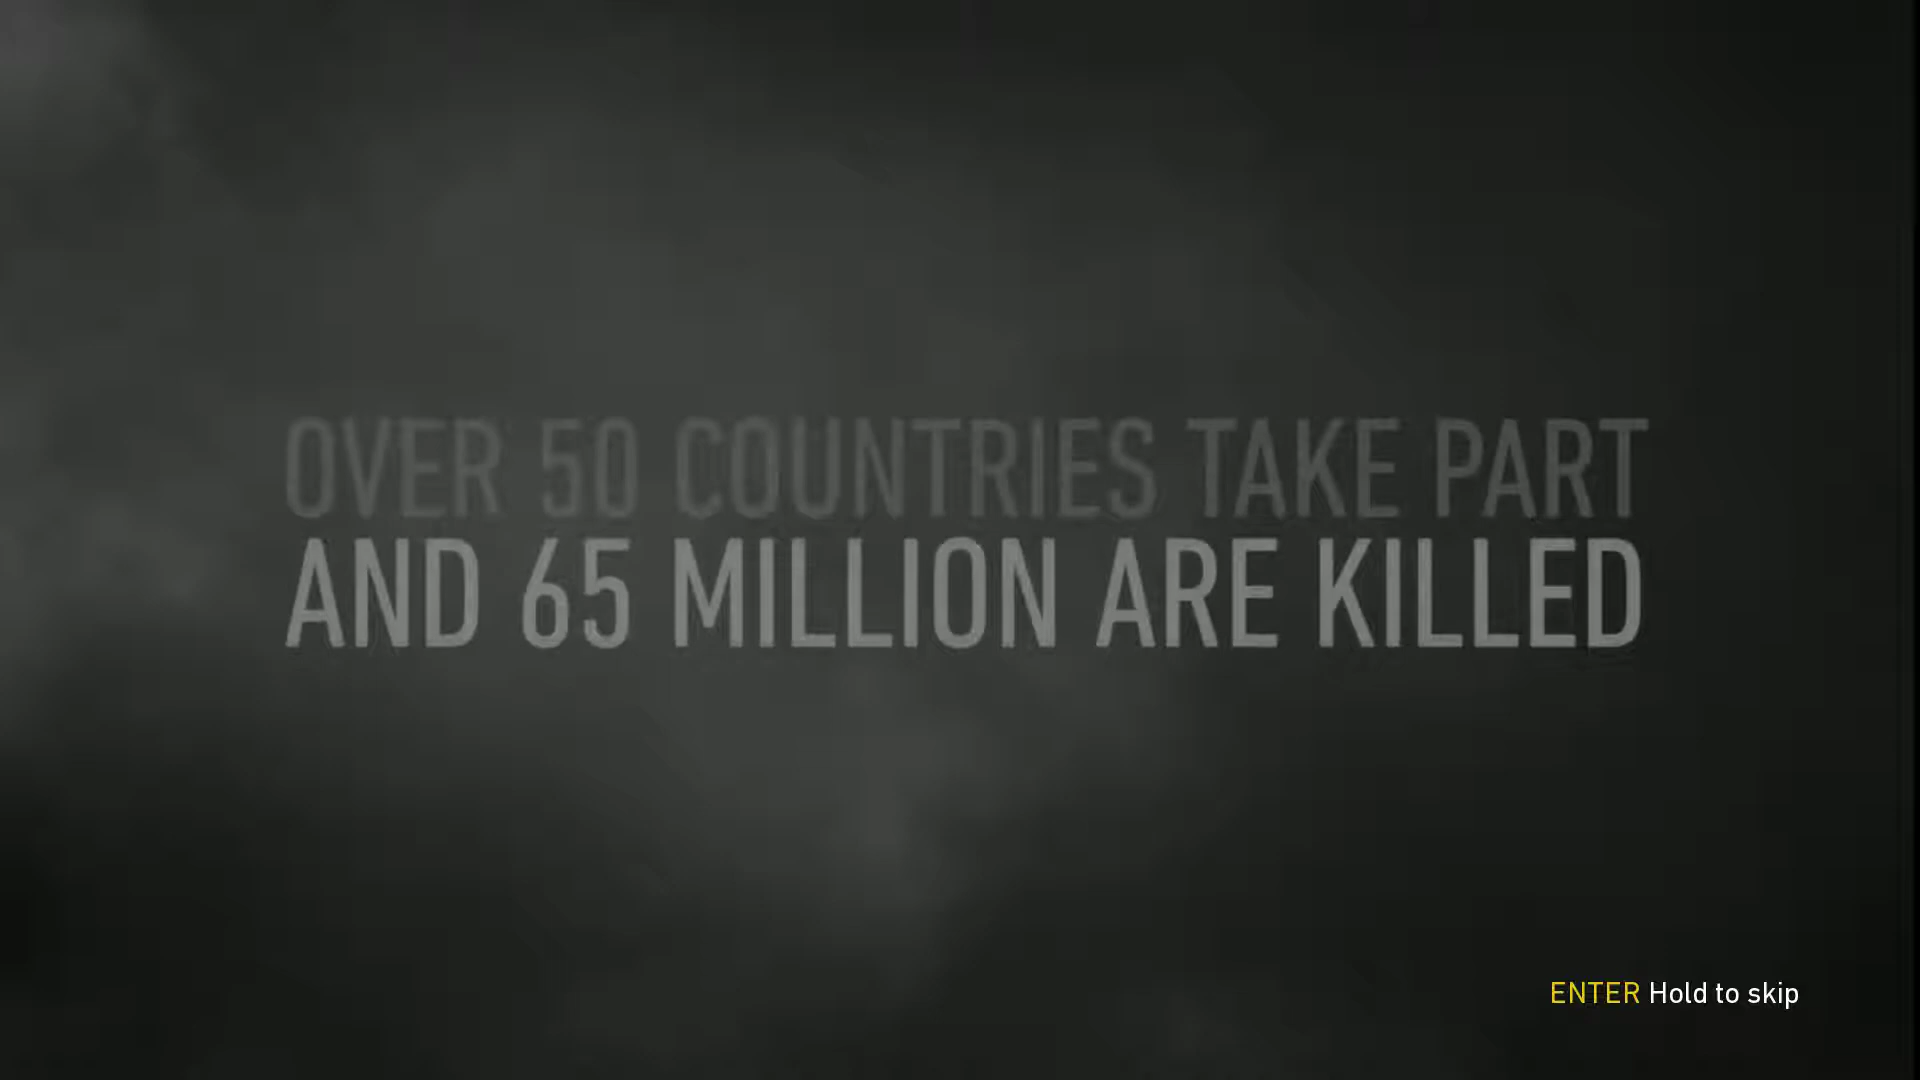 OVER 50 COUNTRIES TAKE PART
AND 65 MILLION ARE KILLED
ENTER Hold to skip